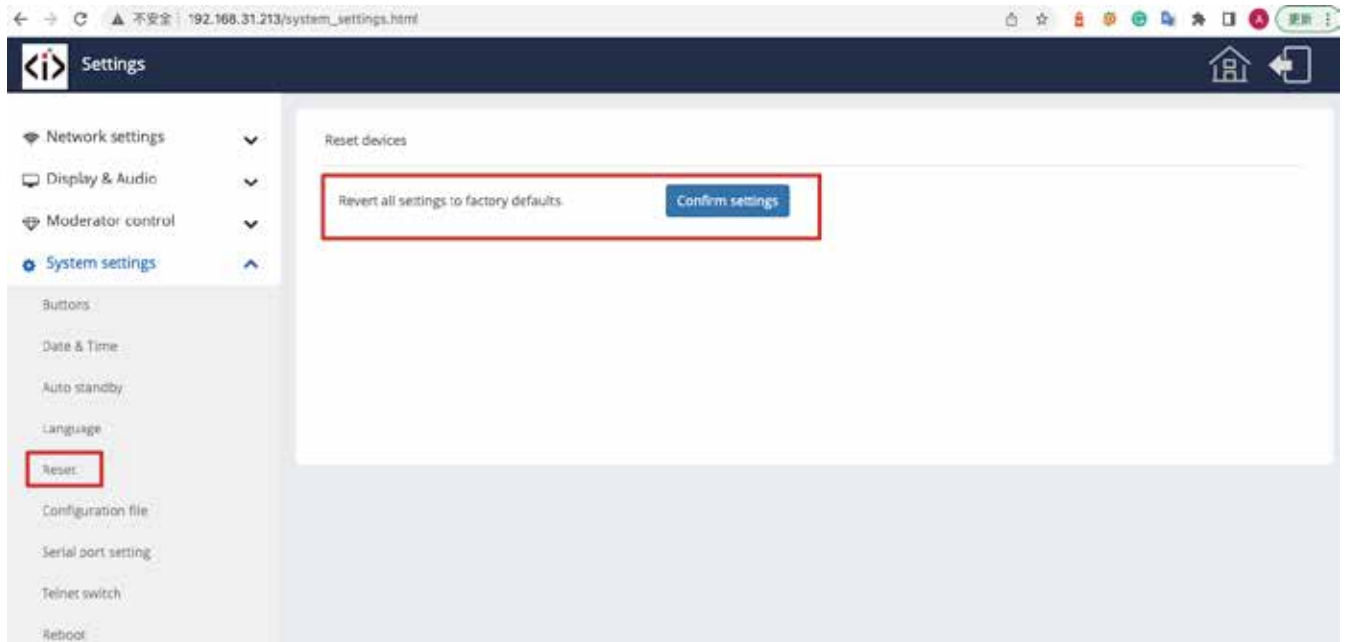 不安全 192.168.31.213/system_settings.html
更新
<i> Settings
Network settings
Display & Audio
Moderator control
System settings
Buttons
Date & Time
Auto standby
Language
Reset
Configuration file
Serial port setting
Telnet switch
Reboot
Reset devices
Revert all settings to factory defaults
Confirm settings